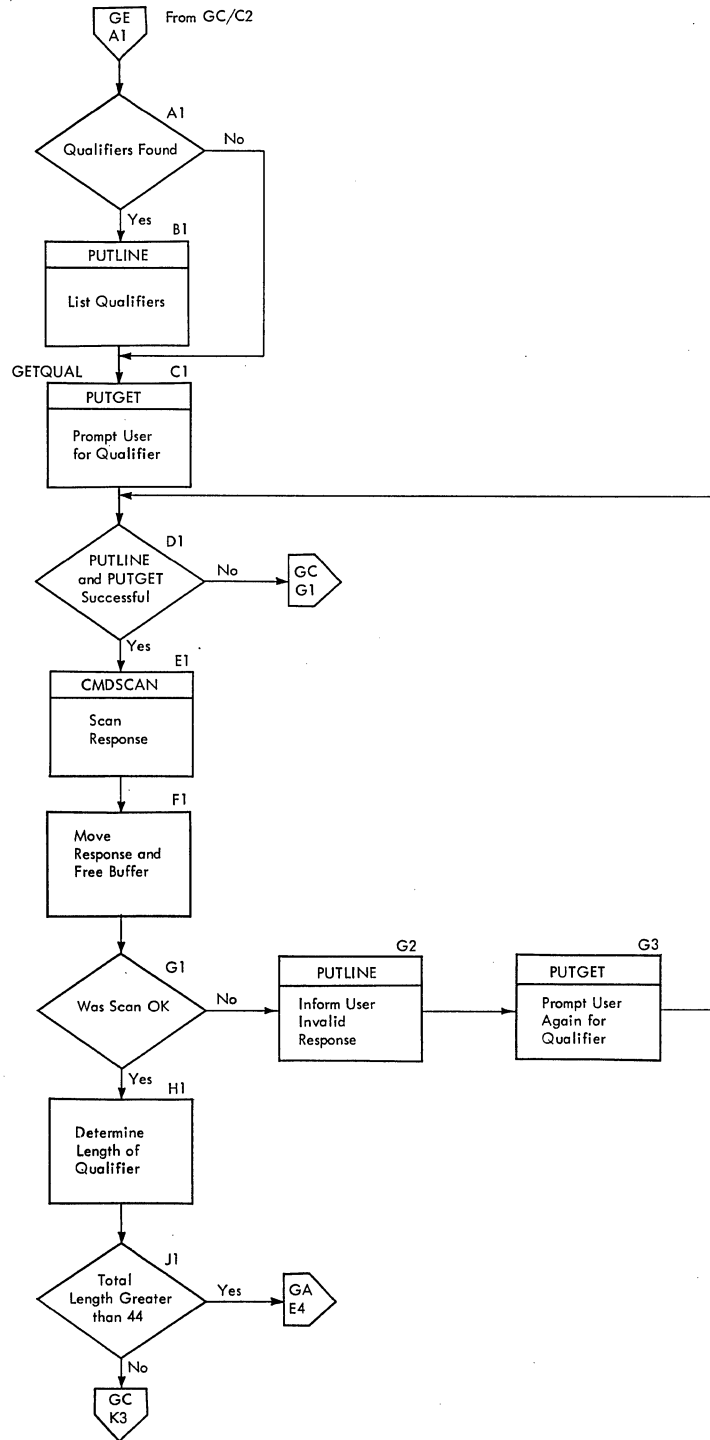 GE
A1
From GC/C2
A1
Qualifiers Found
No
Yes
B1
PUTLINE
List Qualifiers
GETQUAL
C1
PUTGET
Prompt User
for Qualifier
D1
PUTLINE
and PUTGET
Successful
No
GC
G1
Yes
E1
CMDSCAN
Scan
Response
F1
Move
Response and
Free Buffer
G1
Was Scan OK
No
G2
PUTLINE
Inform User
Invalid
Response
G3
PUTGET
Prompt User
Again for
Qualifier
Yes
H1
Determine
Length of
Qualifier
J1
Total
Length Greater
than 44
Yes
GA
E4
No
GC
K3